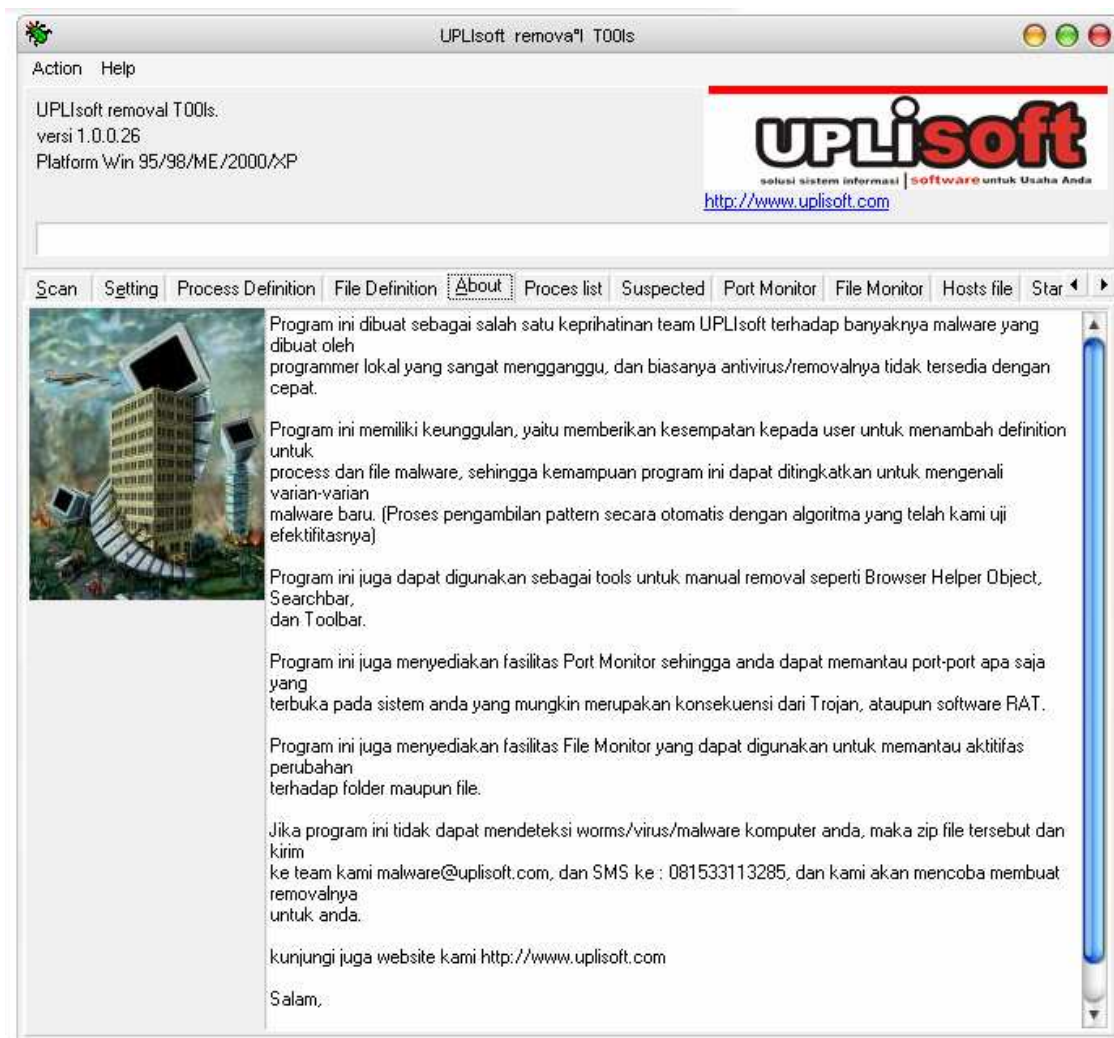 UPLIsoft remova*l T00ls
Action Help
UPLIsoft removal T00ls.
versi 1.0.0.26
Platform Win 95/98/ME/2000/XP
UPLisoft
solusi sistem informasi | software untuk Usaha Anda
http://www.uplisoft.com
Scan Setting Process Definition File Definition About Proces list Suspected Port Monitor File Monitor Hosts file Star
Program ini dibuat sebagai salah satu keprihatinan team UPLIsoft terhadap banyaknya malware yang
dibuat oleh
programmer lokal yang sangat mengganggu, dan biasanya antivirus/removalnya tidak tersedia dengan
cepat.
Program ini memiliki keunggulan, yaitu memberikan kesempatan kepada user untuk menambah definition
untuk
process dan file malware, sehingga kemampuan program ini dapat ditingkatkan untuk mengenali
varian-varian
malware baru. (Proses pengambilan pattern secara otomatis dengan algoritma yang telah kami uji
efektifitasnya)
Program ini juga dapat digunakan sebagai tools untuk manual removal seperti Browser Helper Object,
Searchbar,
dan Toolbar.
Program ini juga menyediakan fasilitas Port Monitor sehingga anda dapat memantau port-port apa saja
yang
terbuka pada sistem anda yang mungkin merupakan konsekuensi dari Trojan, ataupun software RAT.
Program ini juga menyediakan fasilitas File Monitor yang dapat digunakan untuk memantau aktitifas
perubahan
terhadap folder maupun file.
Jika program ini tidak dapat mendeteksi worms/virus/malware komputer anda, maka zip file tersebut dan
kirim
ke team kami malware@uplisoft.com, dan SMS ke : 081533113285, dan kami akan mencoba membuat
removalnya
untuk anda.
kunjungi juga website kami http://www.uplisoft.com
Salam,